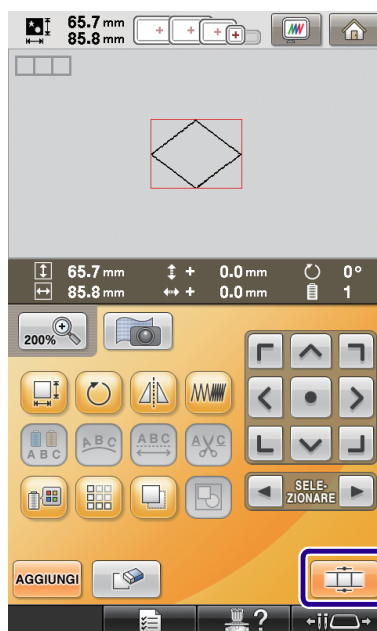 65.7 mm
85.8 mm
65.7 mm + 0.0 mm 0°
85.8 mm + 0.0 mm 1
200%
ABC ABC ABC AC
SELE-
ZIONARE
AGGIUNGI
?